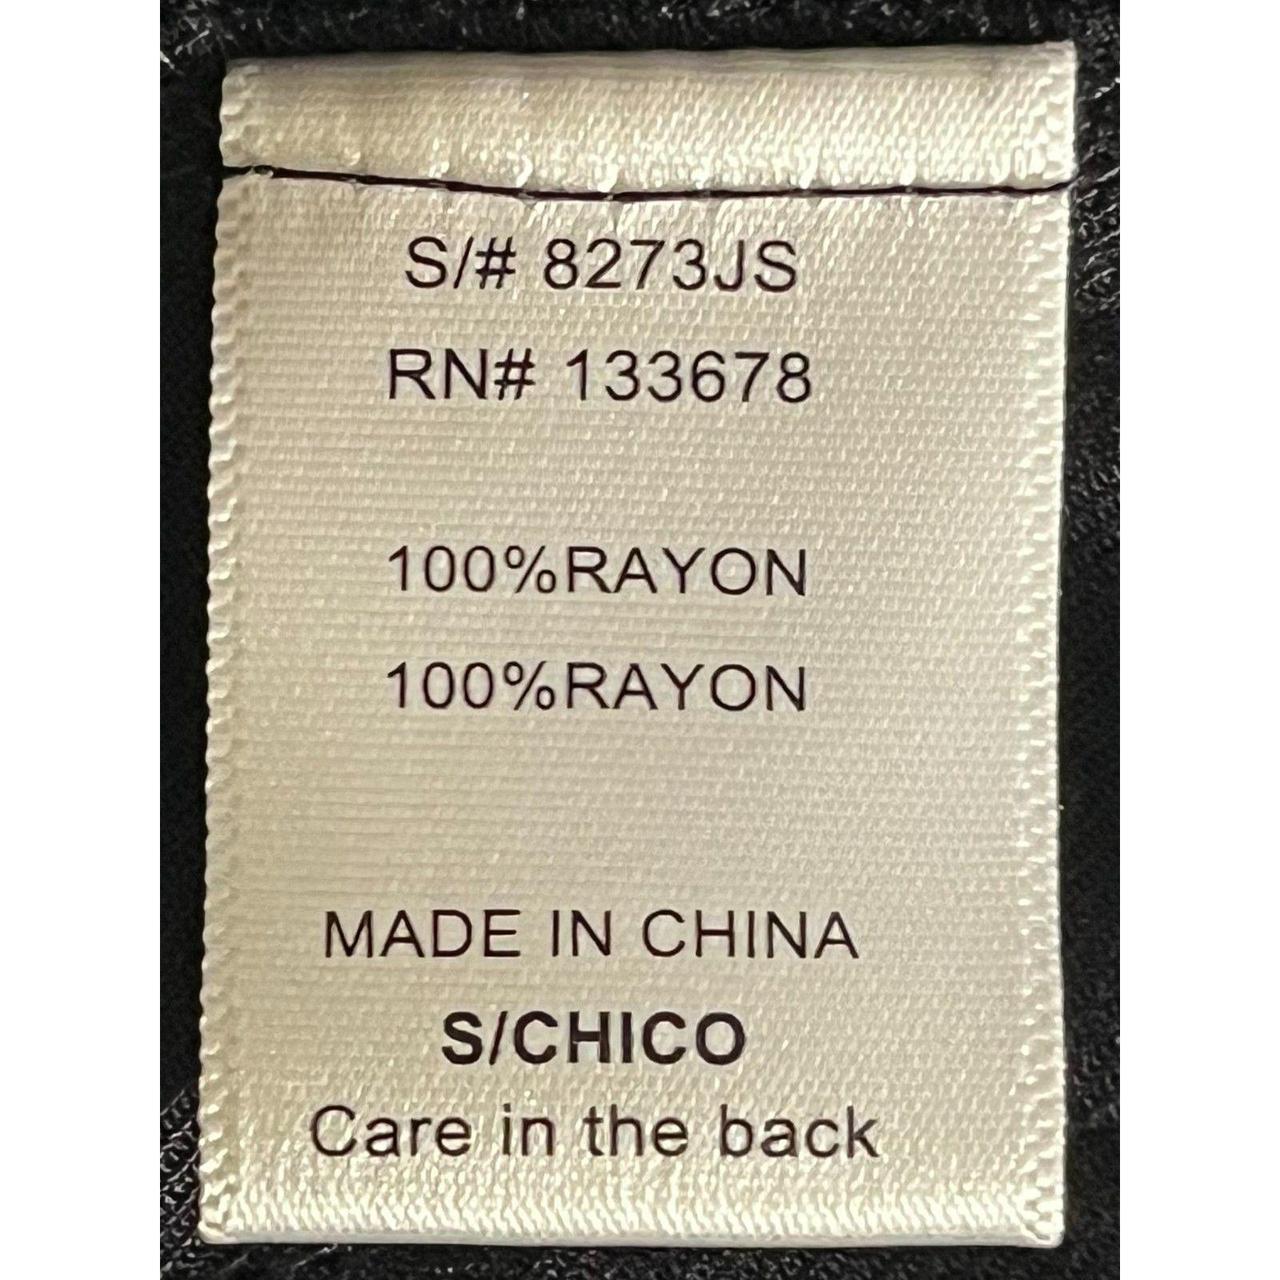 S/# 8273JS
RN# 133678
100%RAYON
100%RAYON
MADE IN CHINA
S/CHICO
Care in the back